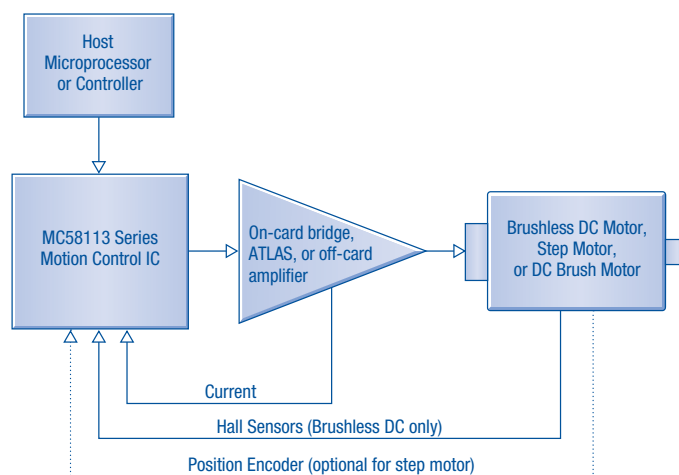 Host
Microprocessor
or Controller
MC58113 Series
Motion Control IC
On-card bridge,
ATLAS, or off-card
amplifier
Brushless DC Motor,
Step Motor,
or DC Brush Motor
Current
Hall Sensors (Brushless DC only)
Position Encoder (optional for step motor)